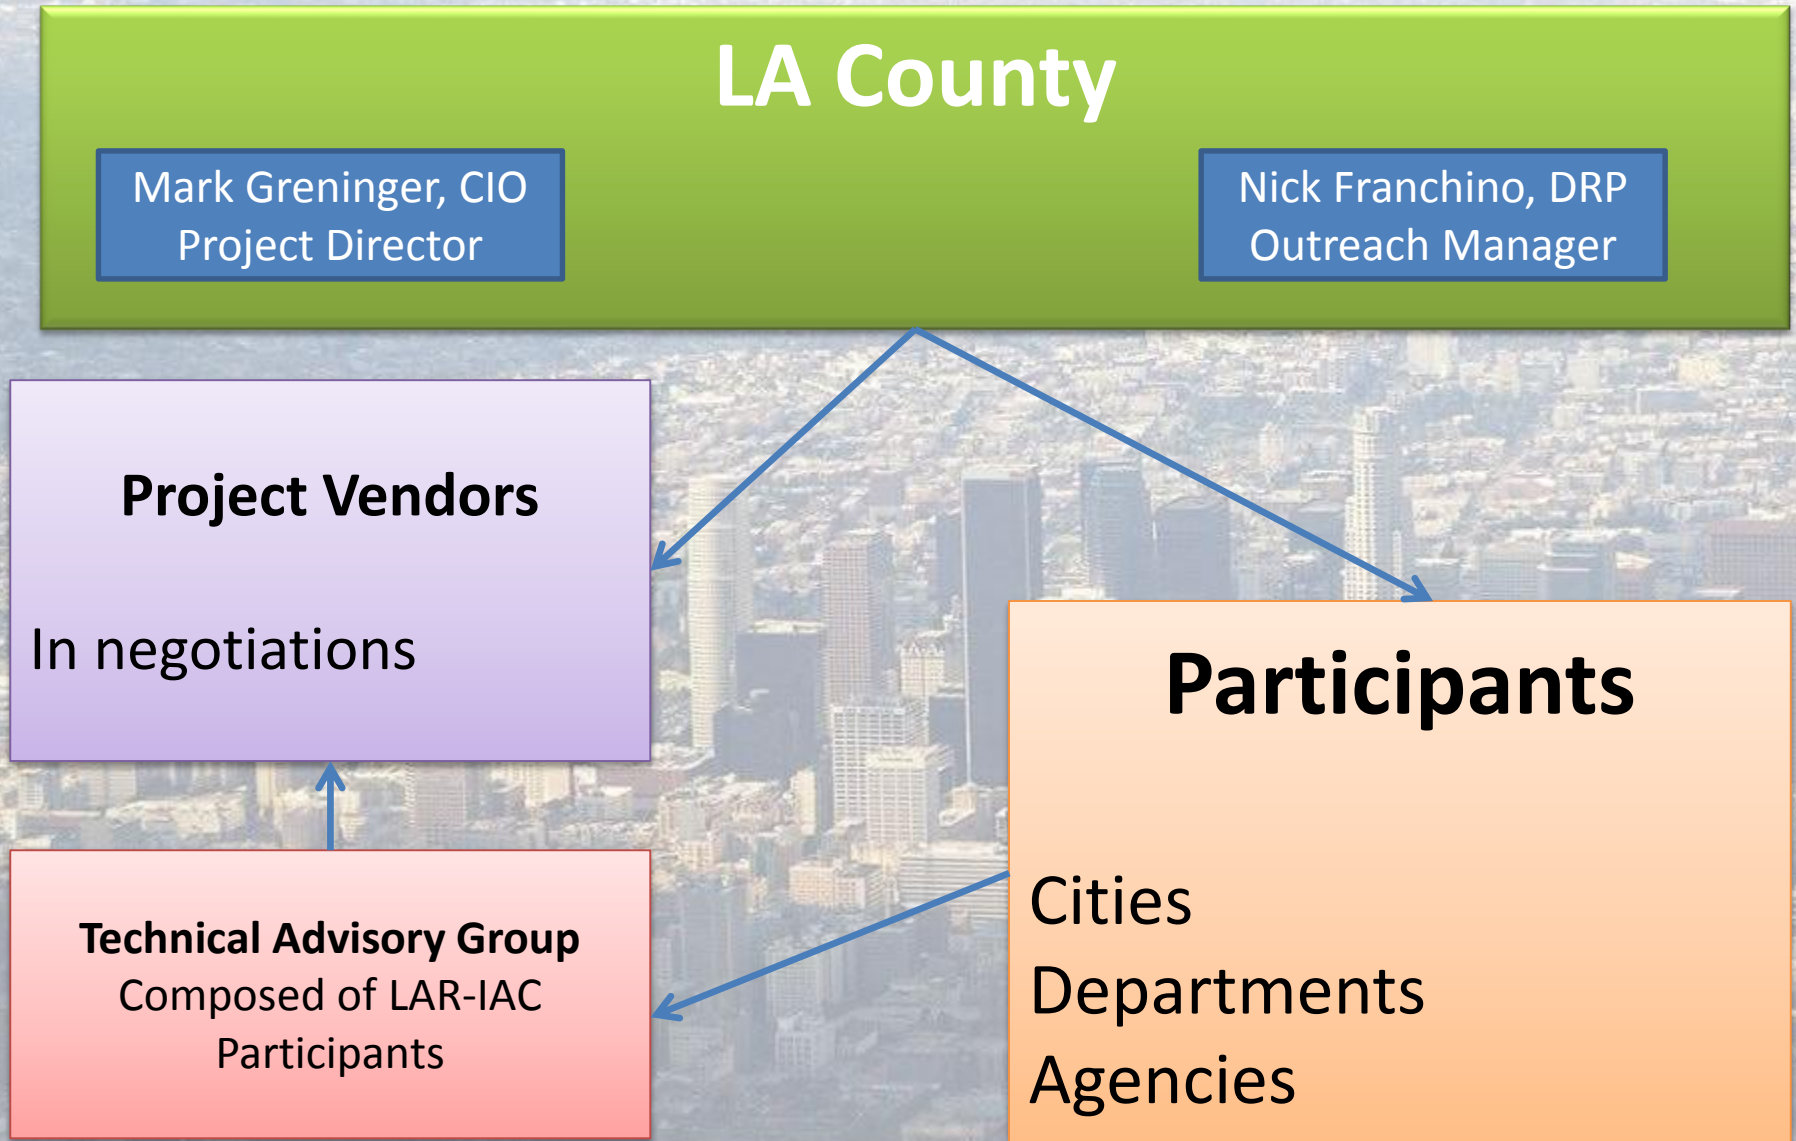 LA County
Mark Greninger, CIO
Project Director
Nick Franchino, DRP
Outreach Manager
Project Vendors
In negotiations
Participants
Cities
Departments
Agencies
Technical Advisory Group
Composed of LAR-IAC
Participants